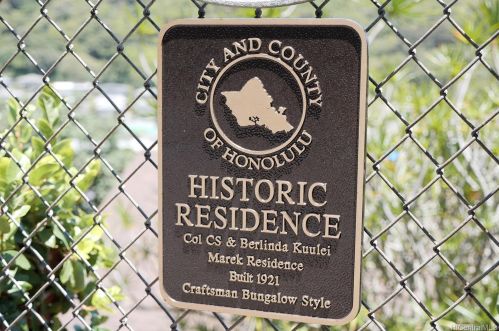 CITY AND COUNTY
OF HONOLULU
HISTORIC
RESIDENCE
Col CS & Berlinda Kuulei
Marek Residence
Built 1921
Craftsman Bungalow Style